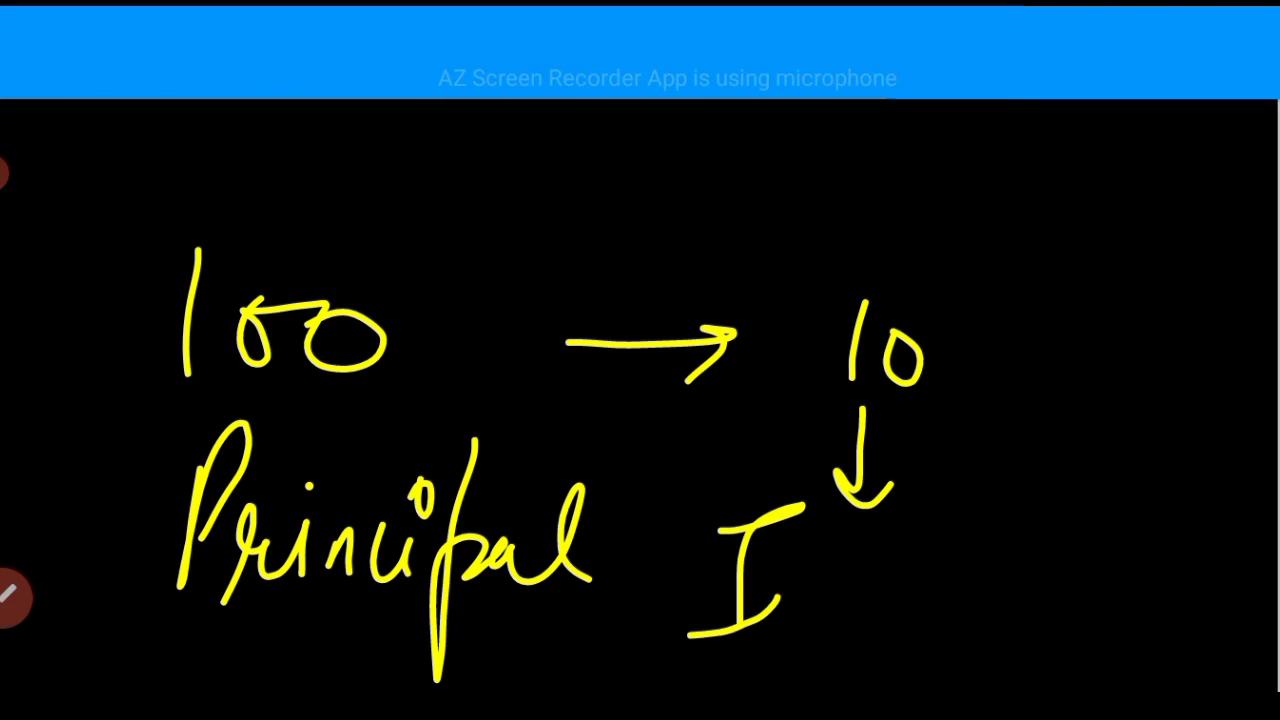 AZ Screen Recorder App is using microphone
100 → 10
↓
Principal I